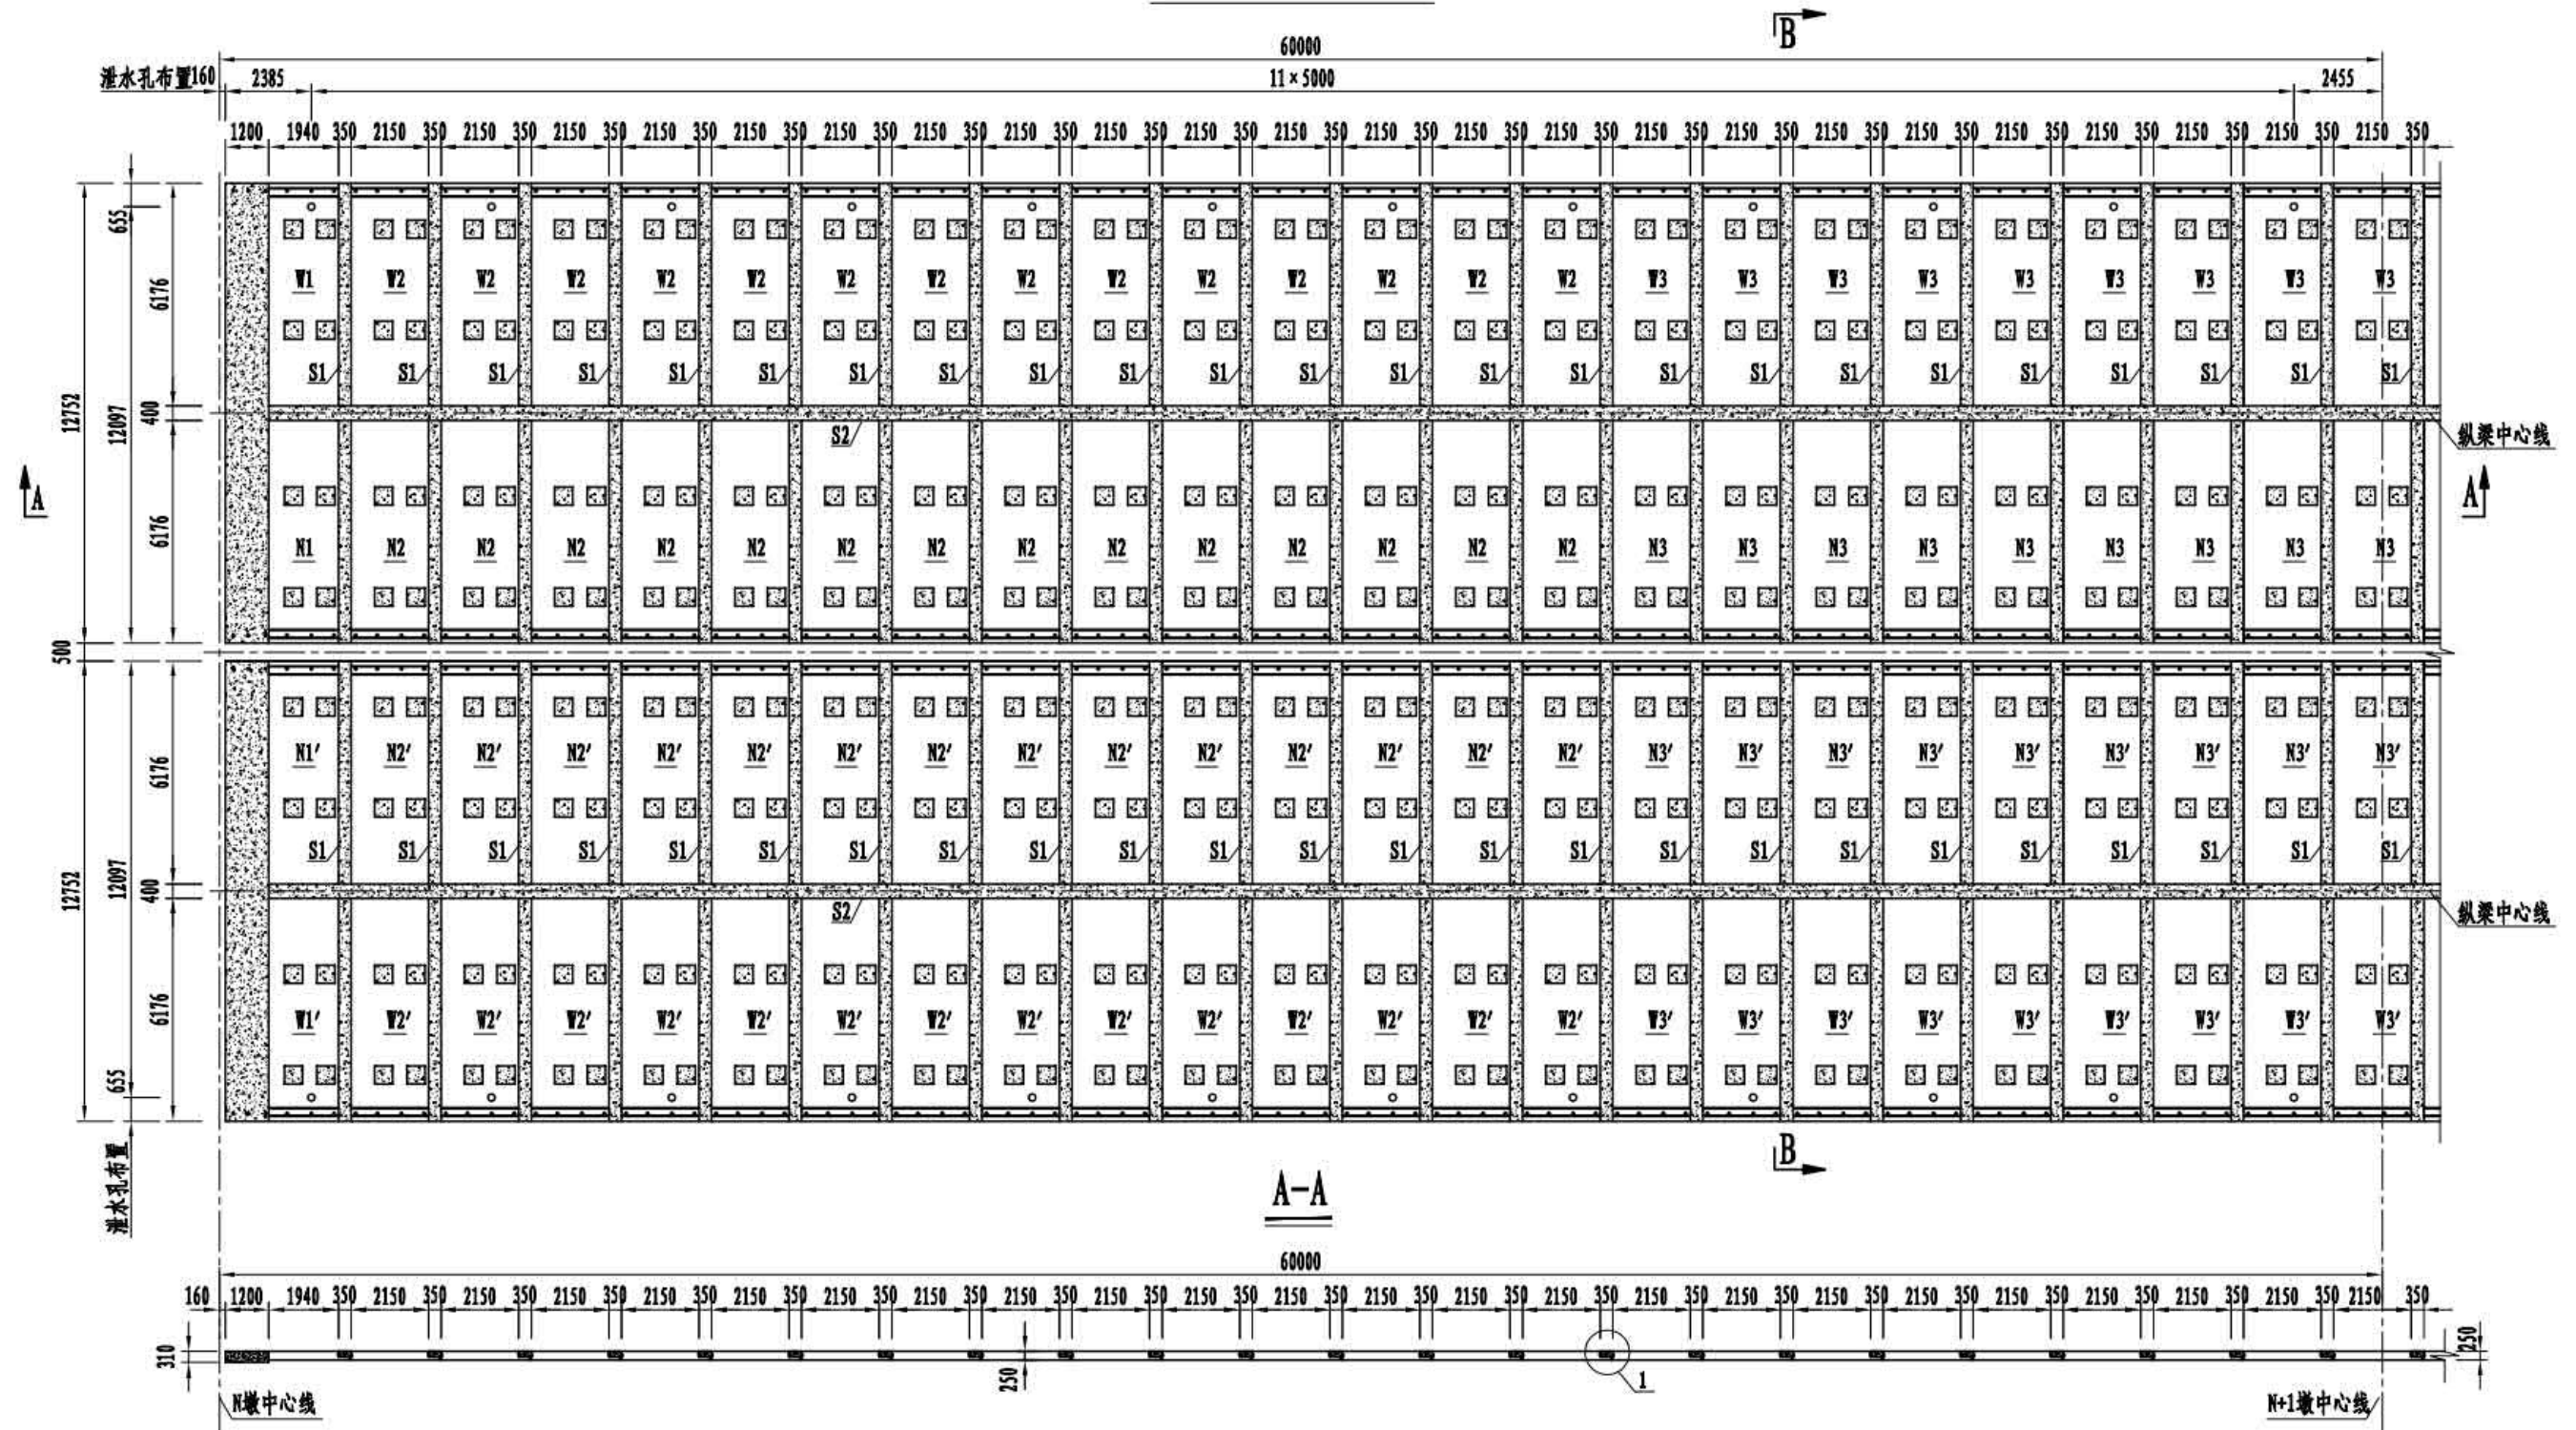 B
60000
泄水孔布置160 2385 11×5000 2455
1200 1940 350 2150 350 2150 350 2150 350 2150 350 2150 350 2150 350 2150 350 2150 350 2150 350 2150 350 2150 350 2150 350 2150 350 2150 350 2150 350 2150 350 2150 350 2150 350 2150 350 2150 350 2150 350 2150 350 2150 350
655
W1 W2 W2 W2 W2 W2 W2 W2 W2 W2 W2 W2 W2 W2 W2 W3 W3 W3 W3 W3 W3 W3 W3 W3
6176
S1 S1 S1 S1 S1 S1 S1 S1 S1 S1 S1 S1 S1 S1 S1 S1 S1 S1 S1 S1 S1 S1 S1 S1
12752 12097 400
S2
纵梁中心线
A A
6176
N1 N2 N2 N2 N2 N2 N2 N2 N2 N2 N2 N2 N2 N2 N2 N3 N3 N3 N3 N3 N3 N3 N3 N3
500
N1′ N2′ N2′ N2′ N2′ N2′ N2′ N2′ N2′ N2′ N2′ N2′ N2′ N2′ N2′ N3′ N3′ N3′ N3′ N3′ N3′ N3′ N3′ N3′
6176
S1 S1 S1 S1 S1 S1 S1 S1 S1 S1 S1 S1 S1 S1 S1 S1 S1 S1 S1 S1 S1 S1 S1 S1
12752 12097 400
S2
纵梁中心线
6176
W1′ W2′ W2′ W2′ W2′ W2′ W2′ W2′ W2′ W2′ W2′ W2′ W2′ W2′ W2′ W3′ W3′ W3′ W3′ W3′ W3′ W3′ W3′ W3′
655
泄水孔布置
B
A-A
60000
160 1200 1940 350 2150 350 2150 350 2150 350 2150 350 2150 350 2150 350 2150 350 2150 350 2150 350 2150 350 2150 350 2150 350 2150 350 2150 350 2150 350 2150 350 2150 350 2150 350 2150 350 2150 350 2150 350 2150 350 2150 350
310
250
250
1
N墩中心线
N+1墩中心线